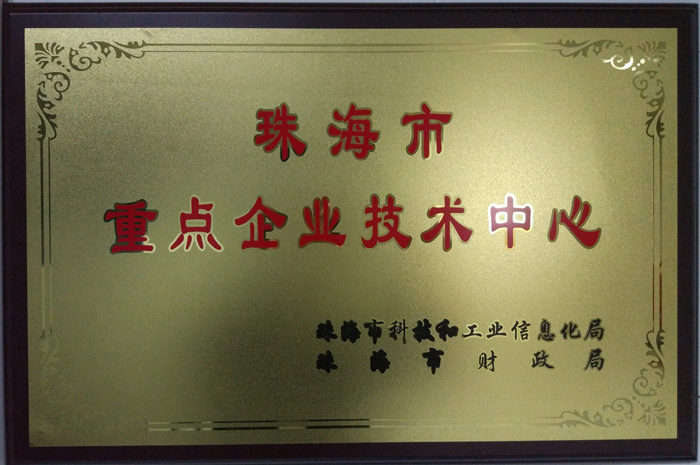 珠海市
重点企业技术中心
珠海市科技和工业信息化局
珠海市财政局